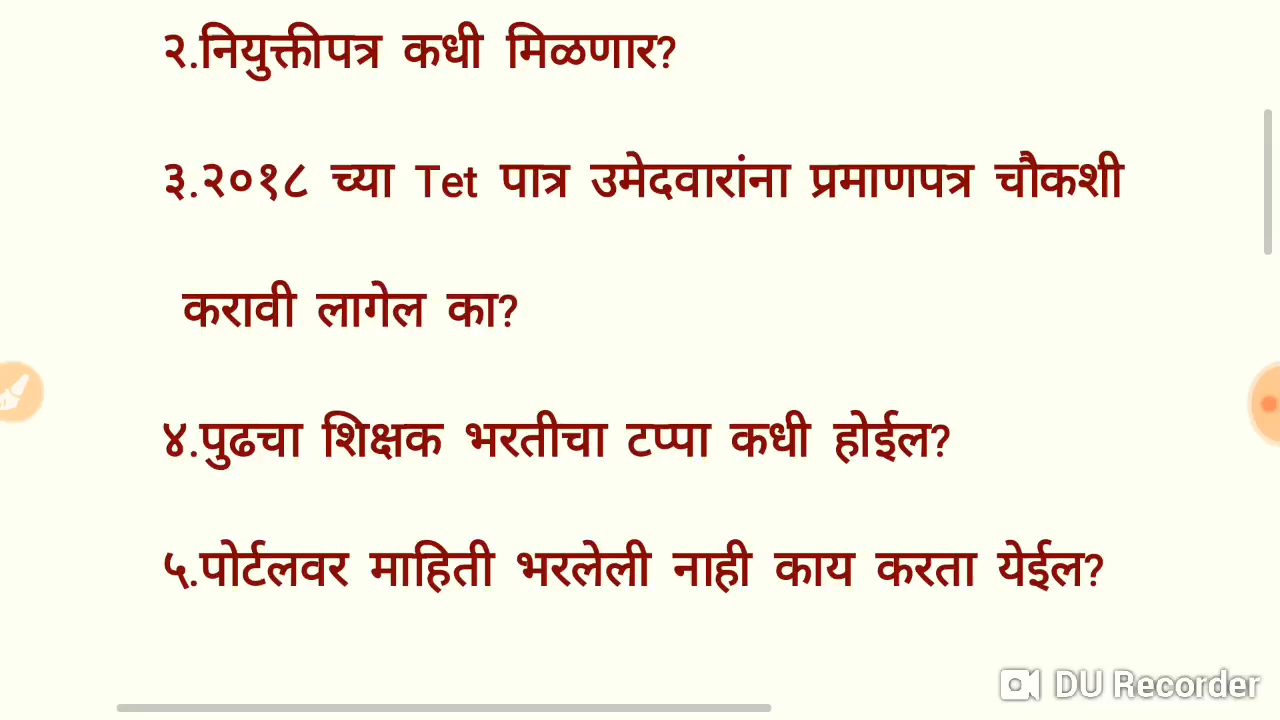 २.नियुक्तीपत्र कधी मिळणार?
३.२०१८ च्या Tet पात्र उमेदवारांना प्रमाणपत्र चौकशी
करावी लागेल का?
४.पुढचा शिक्षक भरतीचा टप्पा कधी होईल?
५.पोर्टलवर माहिती भरलेली नाही काय करता येईल?
DU Recorder